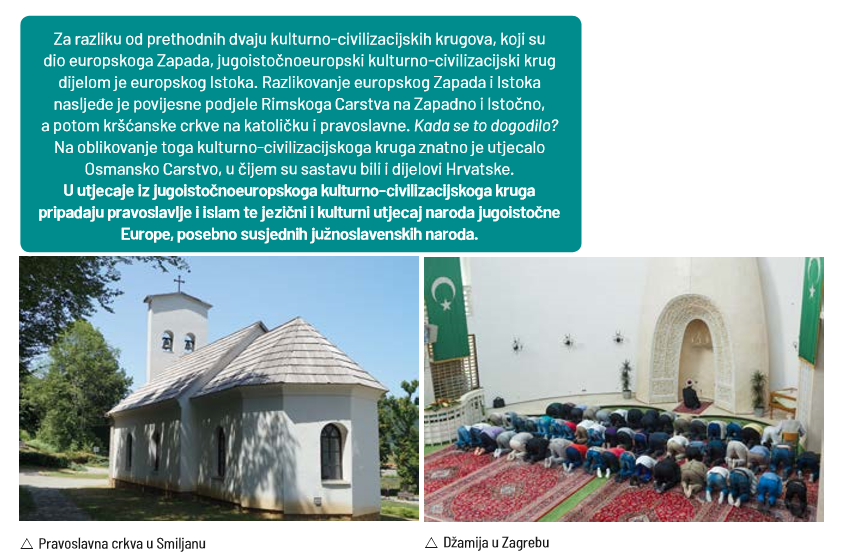 Za razliku od prethodnih dvaju kulturno-civilizacijskih krugova, koji su
dio europskoga Zapada, jugoistočnoeuropski kulturno-civilizacijski krug
dijelom je europskog Istoka. Razlikovanje europskog Zapada i Istoka
nasljeđe je povijesne podjele Rimskoga Carstva na Zapadno i Istočno,
a potom kršćanske crkve na katoličku i pravoslavne. Kada se to dogodilo?
Na oblikovanje toga kulturno-civilizacijskoga kruga znatno je utjecalo
Osmansko Carstvo, u čijem su sastavu bili i dijelovi Hrvatske.
U utjecaje iz jugoistočnoeuropskoga kulturno-civilizacijskoga kruga
pripadaju pravoslavlje i islam te jezični i kulturni utjecaj naroda jugoistočne
Europe, posebno susjednih južnoslavenskih naroda.
△ Pravoslavna crkva u Smiljanu
△ Džamija u Zagrebu